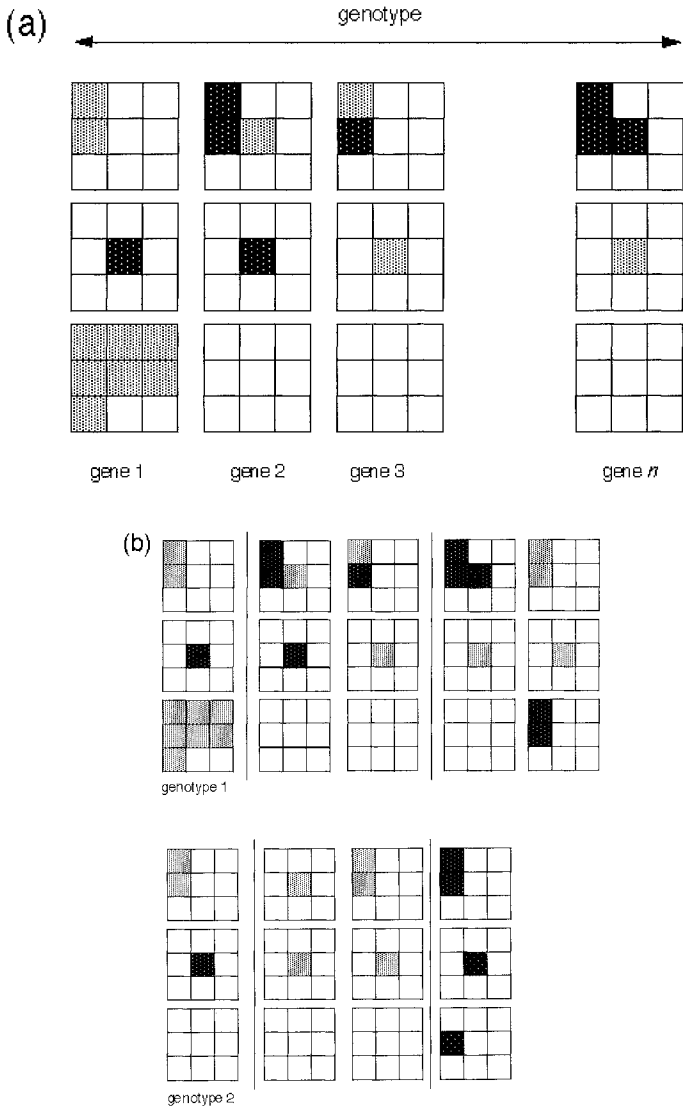 (a)
genotype
gene 1 gene 2 gene 3 gene n
(b)
genotype 1
genotype 2